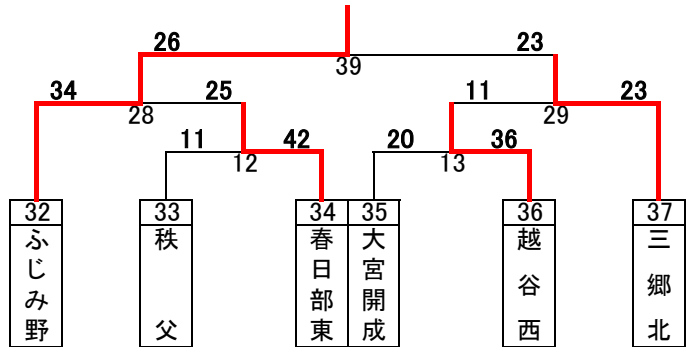 26 23
39
34 25 11 23
28 29
11 42 20 36
12 13
32 33 34 35 36 37
ふじみ野
秩父
春日部東
大宮開成
越谷西
三郷北